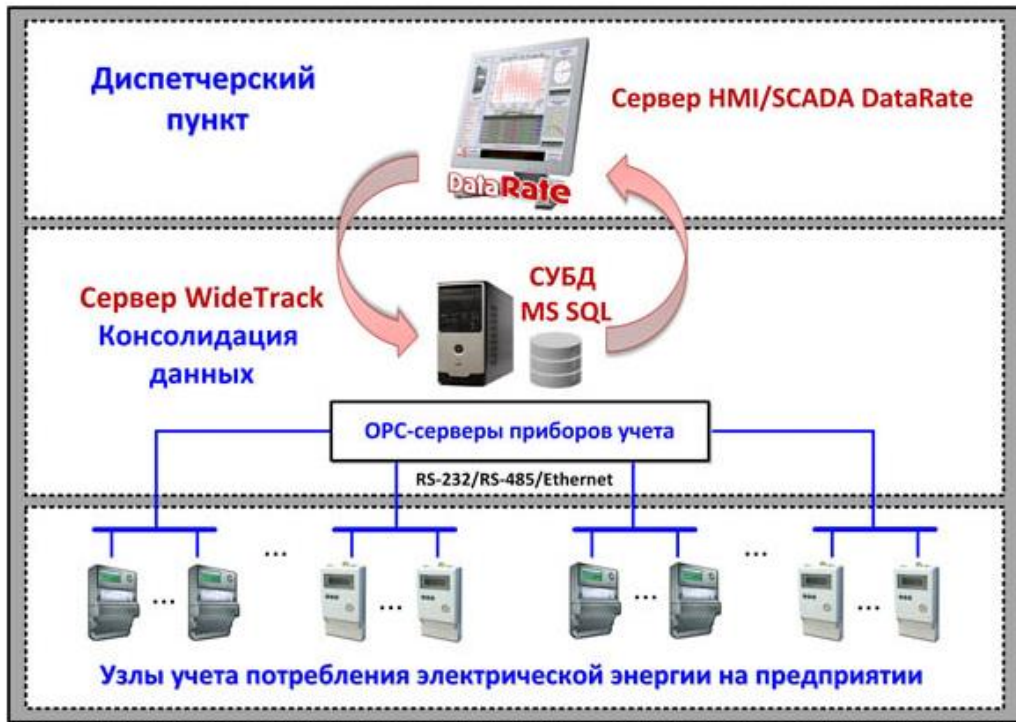 Диспетчерский
пункт
Сервер HMI/SCADA DataRate
DataRate
Сервер WideTrack
Консолидация
данных
СУБД
MS SQL
OPC-серверы приборов учета
RS-232/RS-485/Ethernet
... ...
... ... ... ...
Узлы учета потребления электрической энергии на предприятии